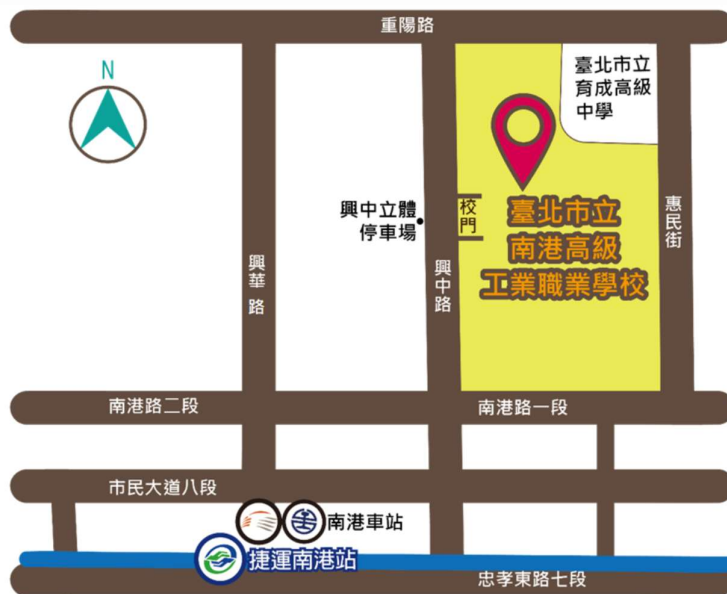 重陽路
N
臺北市立
育成高級
中學
興中立體
停車場
校門
臺北市立
南港高級
工業職業學校
惠民街
興華路
興中路
南港路二段
南港路一段
市民大道八段
南港車站
捷運南港站
忠孝東路七段